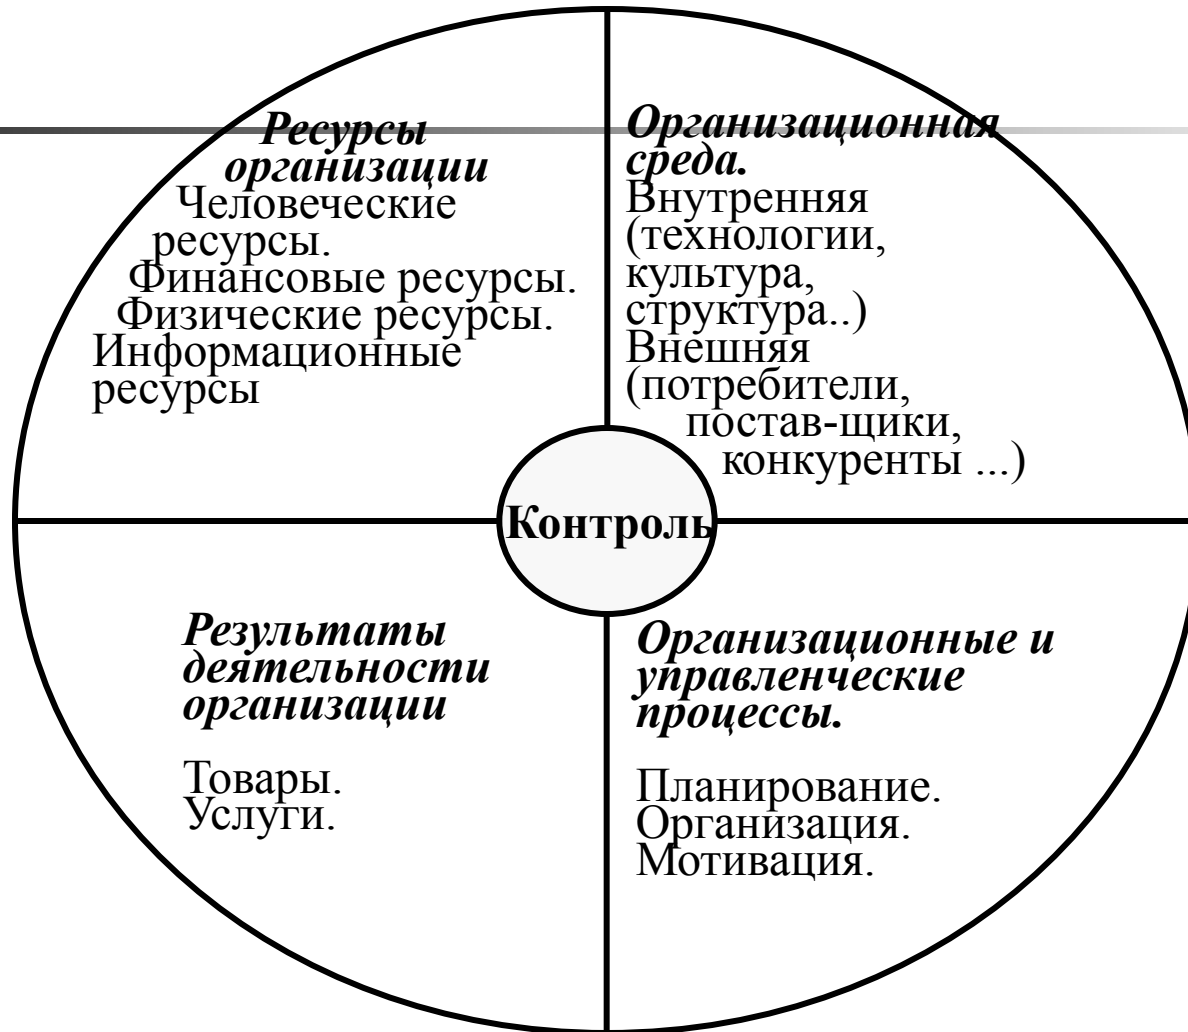 Ресурсы
организации
Человеческие
ресурсы.
Финансовые ресурсы.
Физические ресурсы.
Информационные
ресурсы
Организационная
среда.
Внутренняя
(технологии,
культура,
структура..)
Внешняя
(потребители,
постав-щики,
конкуренты ...)
Контроль
Результаты
деятельности
организации
Товары.
Услуги.
Организационные и
управленческие
процессы.
Планирование.
Организация.
Мотивация.